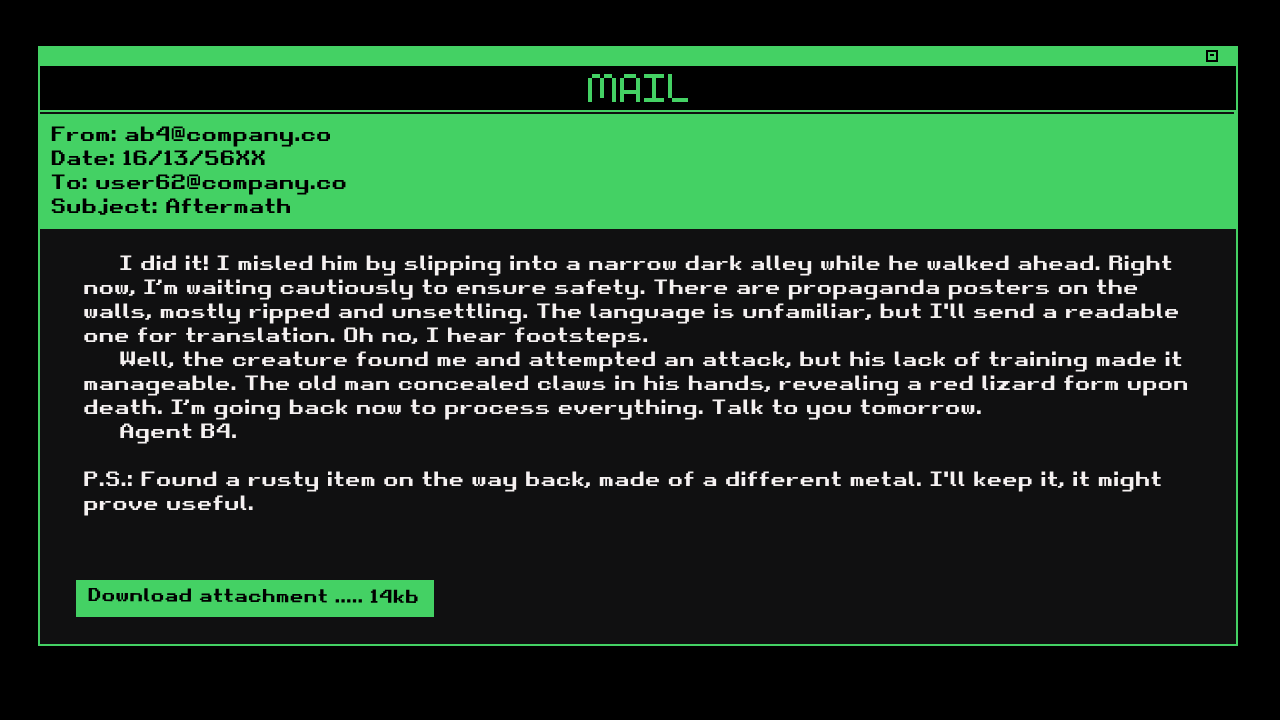 MAIL
From: ab4@company.co
Date: 16/13/56XX
To: user62@company.co
Subject: Aftermath
I did it! I misled him by slipping into a narrow dark alley while he walked ahead. Right
now, I'm waiting cautiously to ensure safety. There are propaganda posters on the
walls, mostly ripped and unsettling. The language is unfamiliar, but I'll send a readable
one for translation. Oh no, I hear footsteps.
Well, the creature found me and attempted an attack, but his lack of training made it
manageable. The old man concealed claws in his hands, revealing a red lizard form upon
death. I'm going back now to process everything. Talk to you tomorrow.
Agent B4.
P.S.: Found a rusty item on the way back, made of a different metal. I'll keep it, it might
prove useful.
Download attachment ..... 14kb